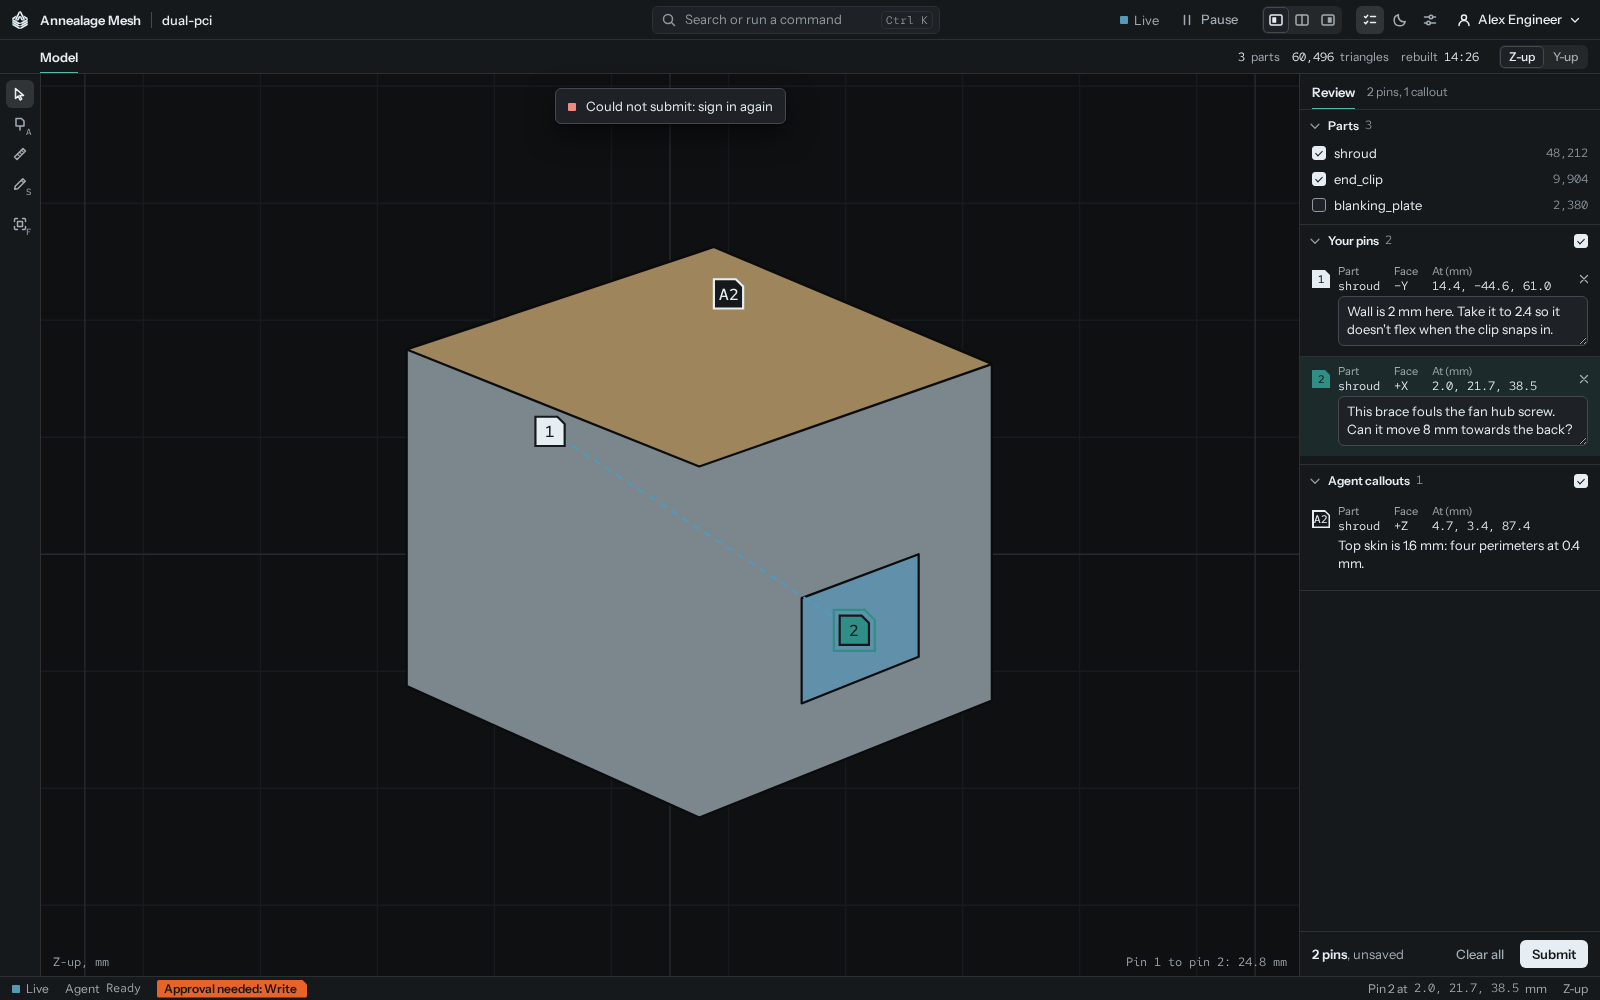 Annealage Mesh
dual-pci
Search or run a command
Ctrl K
Live
Pause
Alex Engineer
Model
3 parts 60,496 triangles rebuilt 14:26
Z-up
Y-up
A
S
F
Could not submit: sign in again
A2
1
2
Z-up, mm
Pin 1 to pin 2: 24.8 mm
Review
2 pins, 1 callout
Parts 3
shroud 48,212
end_clip 9,904
blanking_plate 2,380
Your pins 2
1
Part Face At (mm)
shroud −Y 14.4, −44.6, 61.0
Wall is 2 mm here. Take it to 2.4 so it
doesn't flex when the clip snaps in.
2
Part Face At (mm)
shroud +X 2.0, 21.7, 38.5
This brace fouls the fan hub screw.
Can it move 8 mm towards the back?
Agent callouts 1
A2
Part Face At (mm)
shroud +Z 4.7, 3.4, 87.4
Top skin is 1.6 mm: four perimeters at 0.4
mm.
2 pins, unsaved
Clear all
Submit
Live
Agent Ready
Approval needed: Write
Pin 2 at 2.0, 21.7, 38.5 mm
Z-up